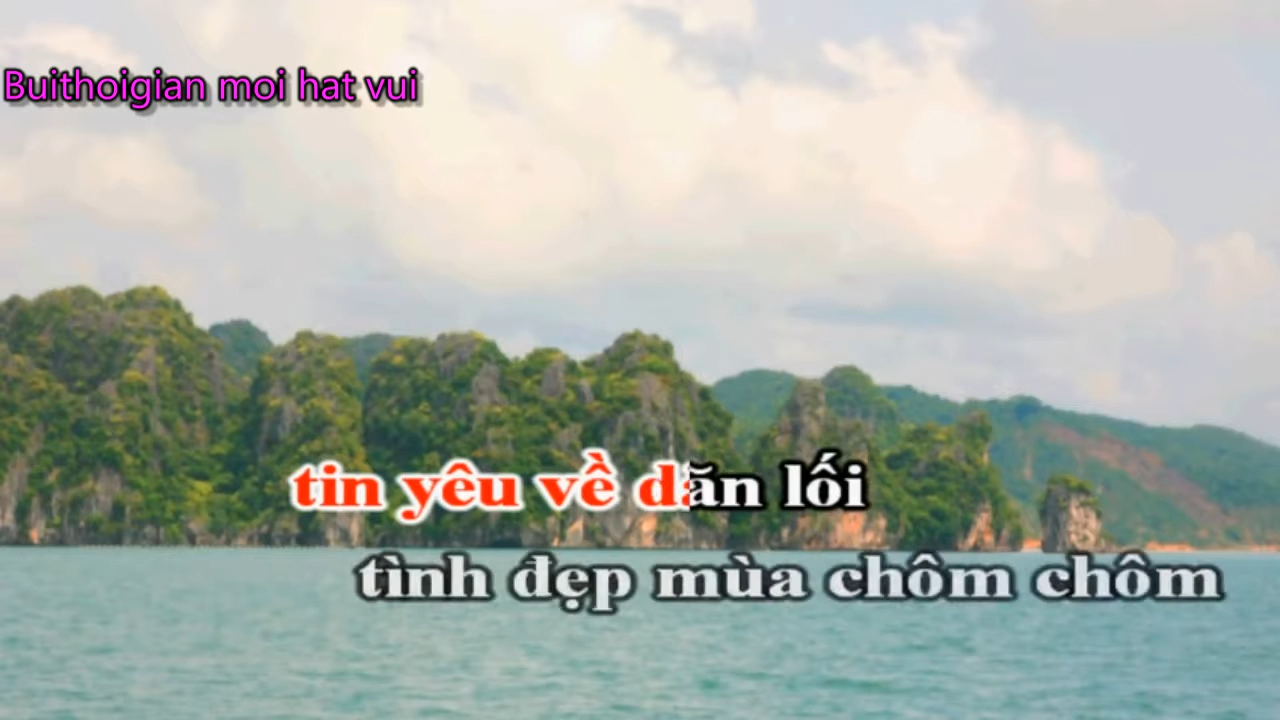 Buithoigian moi hat vui
tin yêu về dăn lối
tình đẹp mùa chôm chôm